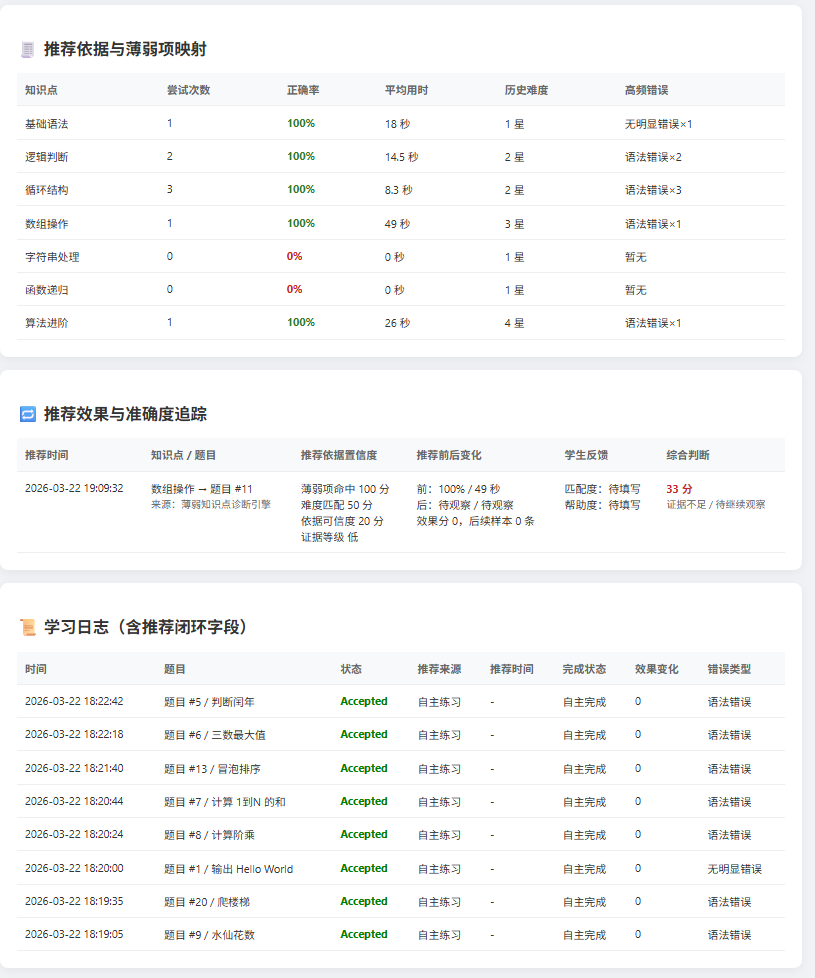 推荐依据与薄弱项映射
知识点 尝试次数 正确率 平均用时 历史难度 高频错误
基础语法 1 100% 18 秒 1 星 无明显错误×1
逻辑判断 2 100% 14.5 秒 2 星 语法错误×2
循环结构 3 100% 8.3 秒 2 星 语法错误×3
数组操作 1 100% 49 秒 3 星 语法错误×1
字符串处理 0 0% 0 秒 1 星 暂无
函数递归 0 0% 0 秒 1 星 暂无
算法进阶 1 100% 26 秒 4 星 语法错误×1
推荐效果与准确度追踪
推荐时间 知识点 / 题目 推荐依据置信度 推荐前后变化 学生反馈 综合判断
2026-03-22 19:09:32 数组操作 → 题目 #11 薄弱项命中 100 分 前：100% / 49 秒 匹配度：待填写 33 分
来源：薄弱知识点诊断引擎 难度匹配 50 分 后：待观察 / 待观察 帮助度：待填写 证据不足 / 待继续观察
依据可信度 20 分 效果分 0，后续样本 0 条
证据等级 低
学习日志（含推荐闭环字段）
时间 题目 状态 推荐来源 推荐时间 完成状态 效果变化 错误类型
2026-03-22 18:22:42 题目 #5 / 判断闰年 Accepted 自主练习 - 自主完成 0 语法错误
2026-03-22 18:22:18 题目 #6 / 三数最大值 Accepted 自主练习 - 自主完成 0 语法错误
2026-03-22 18:21:40 题目 #13 / 冒泡排序 Accepted 自主练习 - 自主完成 0 语法错误
2026-03-22 18:20:44 题目 #7 / 计算 1到N 的和 Accepted 自主练习 - 自主完成 0 语法错误
2026-03-22 18:20:24 题目 #8 / 计算阶乘 Accepted 自主练习 - 自主完成 0 语法错误
2026-03-22 18:20:00 题目 #1 / 输出 Hello World Accepted 自主练习 - 自主完成 0 无明显错误
2026-03-22 18:19:35 题目 #20 / 爬楼梯 Accepted 自主练习 - 自主完成 0 语法错误
2026-03-22 18:19:05 题目 #9 / 水仙花数 Accepted 自主练习 - 自主完成 0 语法错误